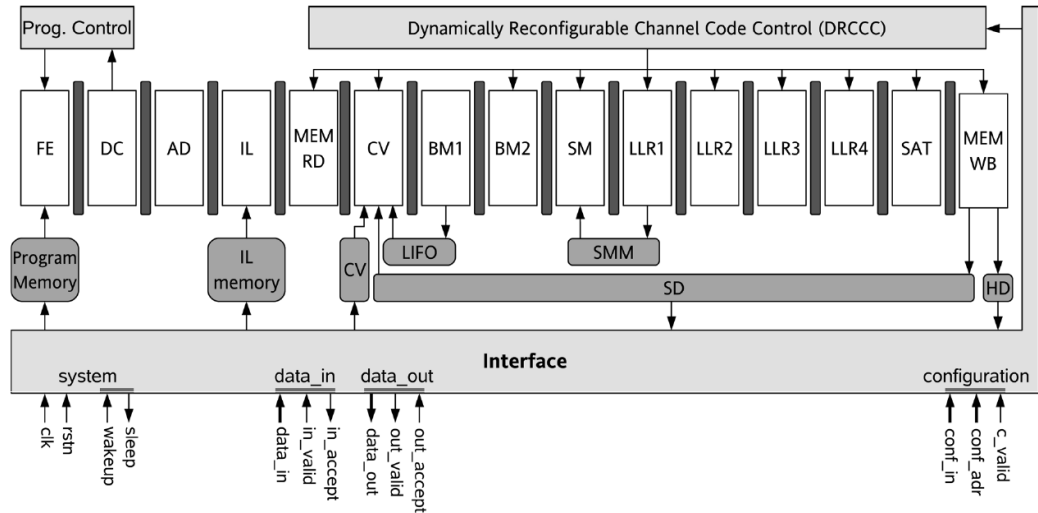 Prog. Control
Dynamically Reconfigurable Channel Code Control (DRCCC)
FE
DC
AD
IL
MEM
RD
CV
BM1
BM2
SM
LLR1
LLR2
LLR3
LLR4
SAT
MEM
WB
Program
Memory
IL
memory
CV
LIFO
SMM
SD
HD
Interface
system
data_in
data_out
configuration
clk
rstn
wakeup
sleep
data_in
in_valid
in_accept
data_out
out_valid
out_accept
conf_in
conf_adr
c_valid